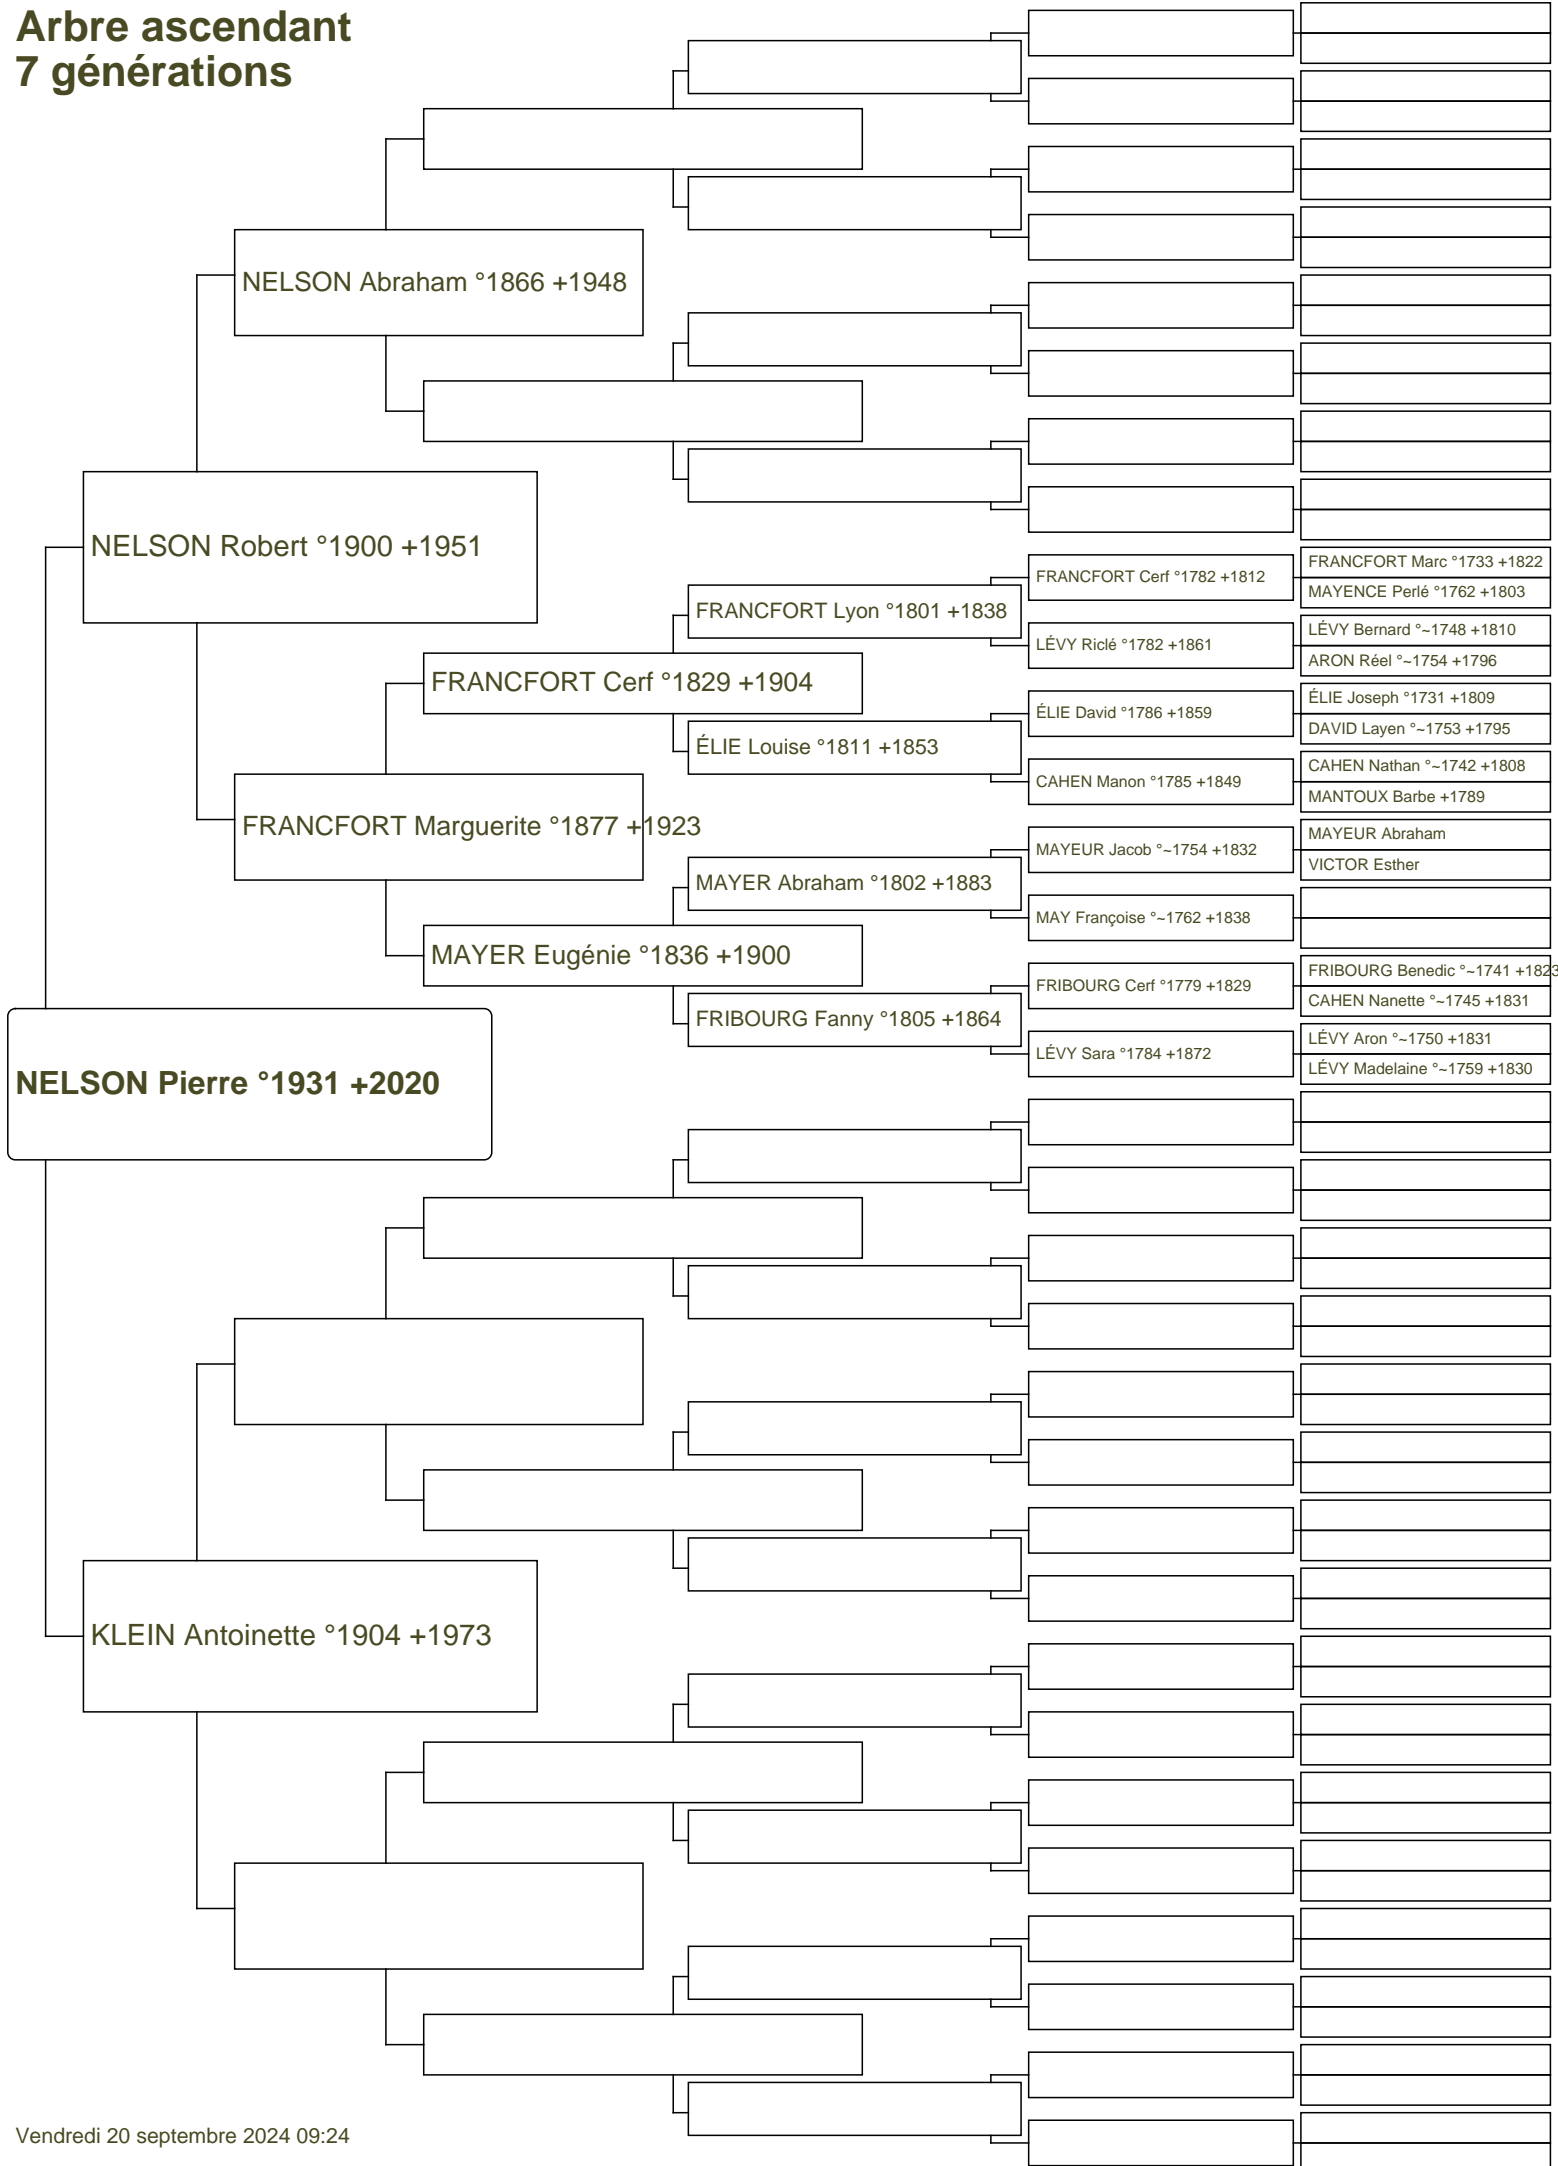 Arbre ascendant
7 générations
NELSON Abraham °1866 +1948
NELSON Robert °1900 +1951
FRANCFORT Marc °1733 +1822
FRANCFORT Cerf °1782 +1812
MAYENCE Perlé °1762 +1803
FRANCFORT Lyon °1801 +1838
LÉVY Bernard °~1748 +1810
LÉVY Riclé °1782 +1861
ARON Réel °~1754 +1796
FRANCFORT Cerf °1829 +1904
ÉLIE Joseph °1731 +1809
ÉLIE David °1786 +1859
DAVID Layen °~1753 +1795
ÉLIE Louise °1811 +1853
CAHEN Nathan °~1742 +1808
CAHEN Manon °1785 +1849
MANTOUX Barbe +1789
FRANCFORT Marguerite °1877 +1923
MAYEUR Abraham
MAYEUR Jacob °~1754 +1832
VICTOR Esther
MAYER Abraham °1802 +1883
MAY Françoise °~1762 +1838
MAYER Eugénie °1836 +1900
FRIBOURG Benedic °~1741 +1823
FRIBOURG Cerf °1779 +1829
CAHEN Nanette °~1745 +1831
FRIBOURG Fanny °1805 +1864
LÉVY Aron °~1750 +1831
LÉVY Sara °1784 +1872
LÉVY Madelaine °~1759 +1830
NELSON Pierre °1931 +2020
KLEIN Antoinette °1904 +1973
Vendredi 20 septembre 2024 09:24